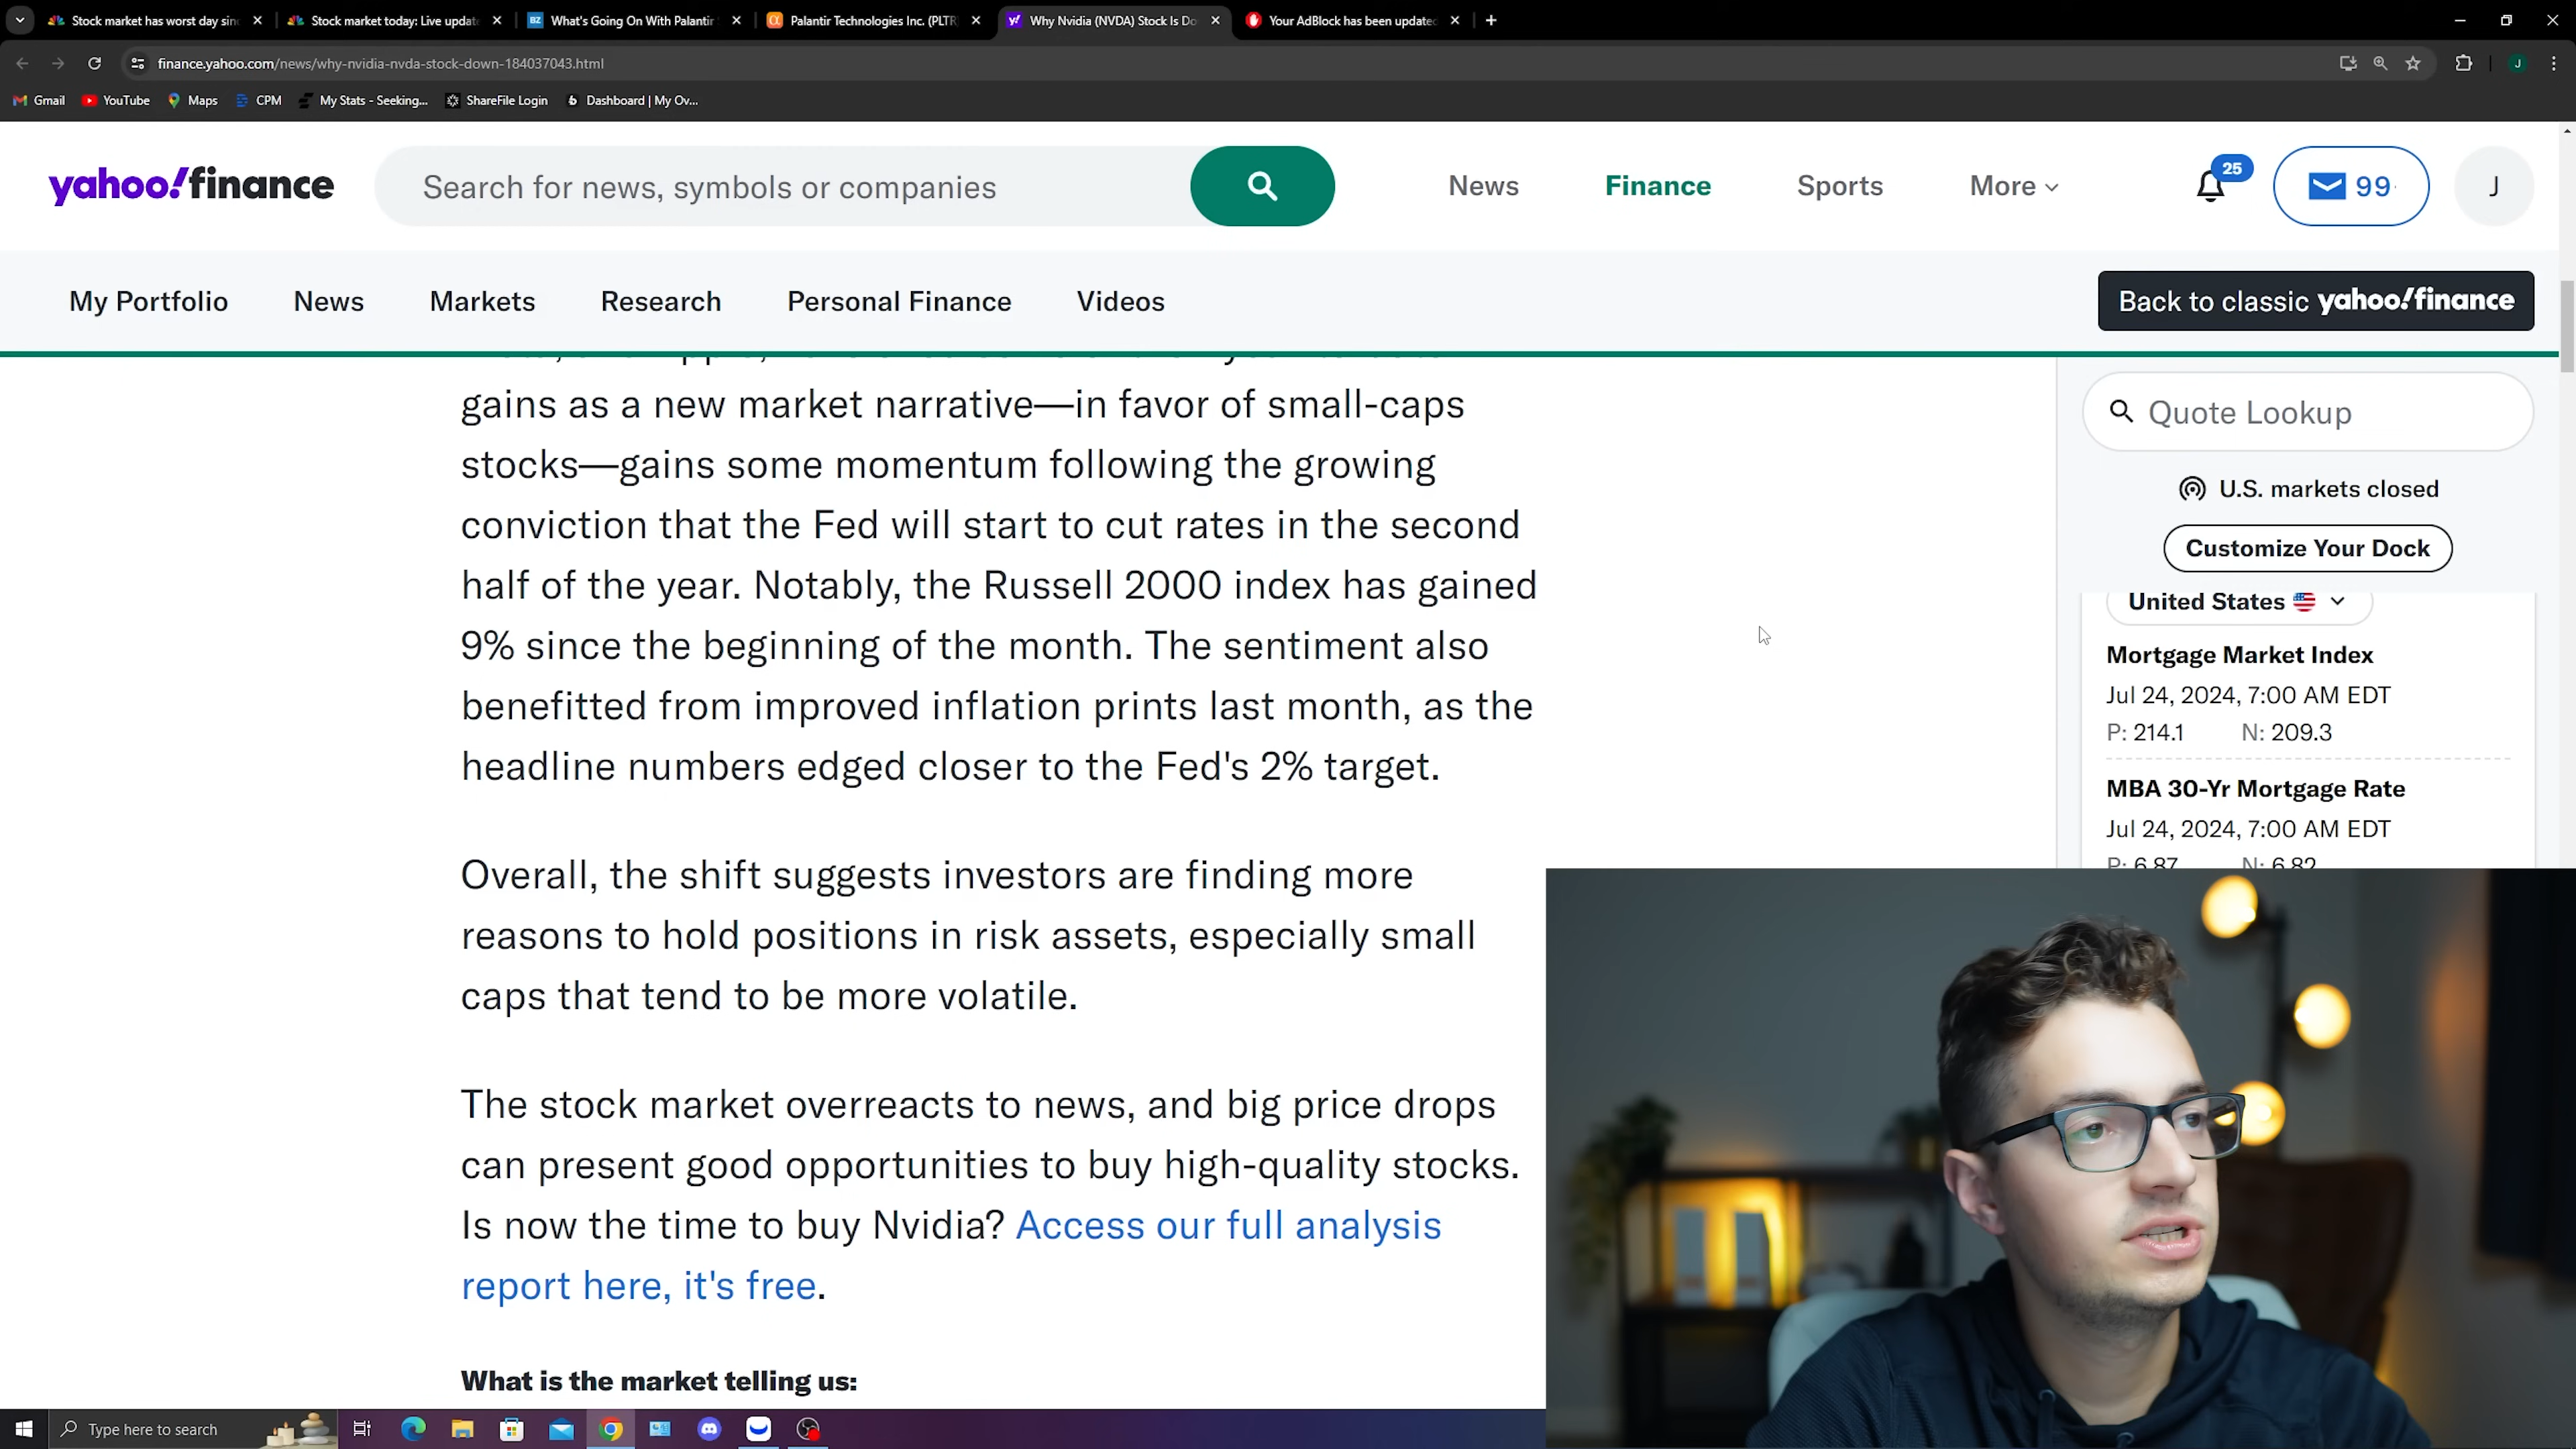 Stock market has worst day sin
Stock market today: Live update
What's Going On With Palantir
Palantir Technologies Inc. (PLTR
Why Nvidia (NVDA) Stock Is Do
Your AdBlock has been updated
finance.yahoo.com/news/why-nvidia-nvda-stock-down-184037043.html
J
Gmail
YouTube
Maps
CPM
My Stats - Seeking...
ShareFile Login
Dashboard | My Ov...
yahoo!finance
Search for news, symbols or companies
News
Finance
Sports
More
25
99
J
My Portfolio
News
Markets
Research
Personal Finance
Videos
Back to classic yahoo!finance
gains as a new market narrative—in favor of small-caps
stocks—gains some momentum following the growing
conviction that the Fed will start to cut rates in the second
half of the year. Notably, the Russell 2000 index has gained
9% since the beginning of the month. The sentiment also
benefitted from improved inflation prints last month, as the
headline numbers edged closer to the Fed's 2% target.
Overall, the shift suggests investors are finding more
reasons to hold positions in risk assets, especially small
caps that tend to be more volatile.
The stock market overreacts to news, and big price drops
can present good opportunities to buy high-quality stocks.
Is now the time to buy Nvidia? Access our full analysis
report here, it's free.
What is the market telling us:
Quote Lookup
U.S. markets closed
Customize Your Dock
United States
Mortgage Market Index
Jul 24, 2024, 7:00 AM EDT
P: 214.1 N: 209.3
MBA 30-Yr Mortgage Rate
Jul 24, 2024, 7:00 AM EDT
P: 6.87 N: 6.82
Type here to search